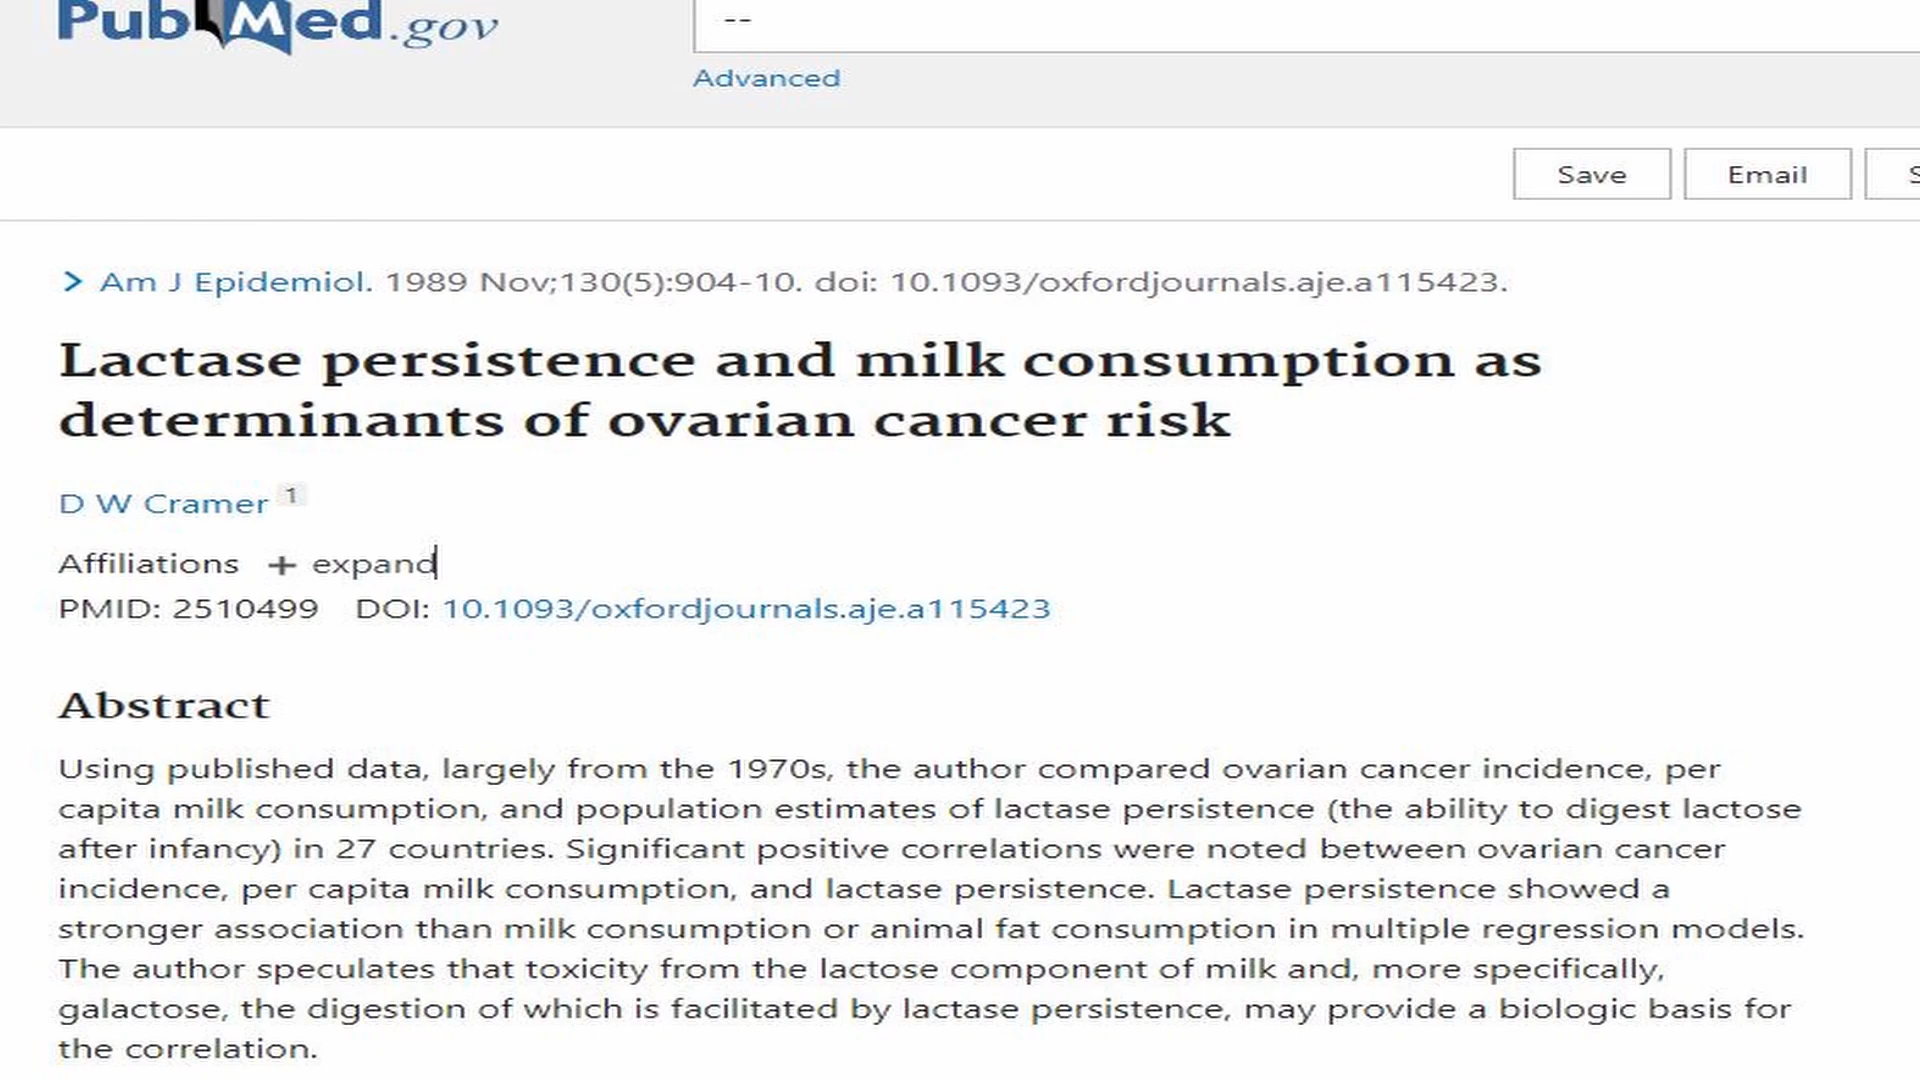 PubMed.gov
--
Advanced
Save Email
> Am J Epidemiol. 1989 Nov;130(5):904-10. doi: 10.1093/oxfordjournals.aje.a115423.
Lactase persistence and milk consumption as
determinants of ovarian cancer risk
D W Cramer 1
Affiliations + expand
PMID: 2510499 DOI: 10.1093/oxfordjournals.aje.a115423
Abstract
Using published data, largely from the 1970s, the author compared ovarian cancer incidence, per
capita milk consumption, and population estimates of lactase persistence (the ability to digest lactose
after infancy) in 27 countries. Significant positive correlations were noted between ovarian cancer
incidence, per capita milk consumption, and lactase persistence. Lactase persistence showed a
stronger association than milk consumption or animal fat consumption in multiple regression models.
The author speculates that toxicity from the lactose component of milk and, more specifically,
galactose, the digestion of which is facilitated by lactase persistence, may provide a biologic basis for
the correlation.